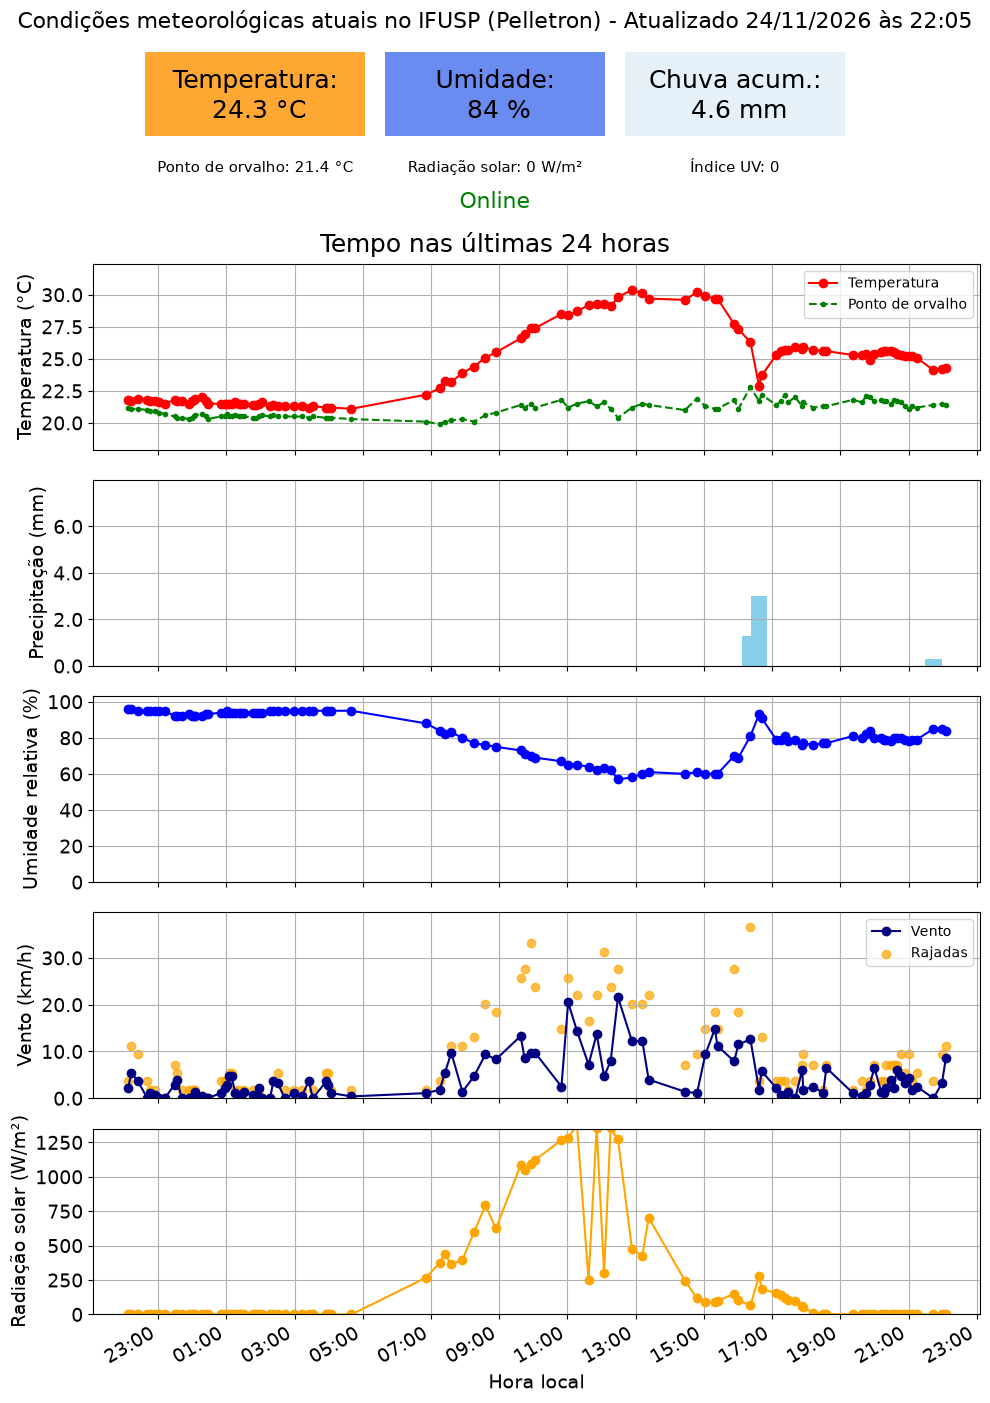 Condições meteorológicas atuais no IFUSP (Pelletron) - Atualizado 24/11/2026 às 22:05
Temperatura:
24.3 °C
Umidade:
84 %
Chuva acum.:
4.6 mm
Ponto de orvalho: 21.4 °C
Radiação solar: 0 W/m²
Índice UV: 0
Online
Tempo nas últimas 24 horas
Temperatura (°C)
30.0
27.5
25.0
22.5
20.0
Temperatura
Ponto de orvalho
Precipitação (mm)
6.0
4.0
2.0
0.0
Umidade relativa (%)
100
80
60
40
20
0
Vento (km/h)
30.0
20.0
10.0
0.0
Vento
Rajadas
Radiação solar (W/m²)
1250
1000
750
500
250
0
23:00
01:00
03:00
05:00
07:00
09:00
11:00
13:00
15:00
17:00
19:00
21:00
23:00
Hora local